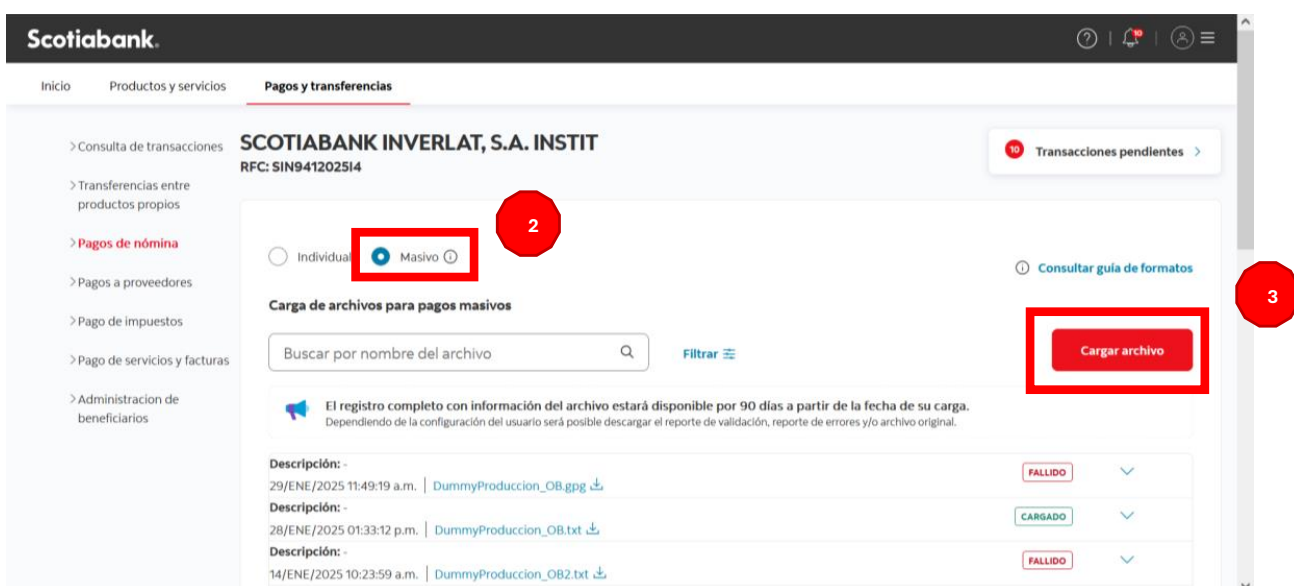 Scotiabank.
10
Inicio
Productos y servicios
Pagos y transferencias
>Consulta de transacciones
>Transferencias entre
productos propios
>Pagos de nómina
>Pagos a proveedores
>Pago de impuestos
>Pago de servicios y facturas
>Administracion de
beneficiarios
SCOTIABANK INVERLAT, S.A. INSTIT
RFC: SIN9412025I4
10 Transacciones pendientes >
2
Individual
Masivo
Consultar guía de formatos
3
Carga de archivos para pagos masivos
Buscar por nombre del archivo
Filtrar
Cargar archivo
El registro completo con información del archivo estará disponible por 90 días a partir de la fecha de su carga.
Dependiendo de la configuración del usuario será posible descargar el reporte de validación, reporte de errores y/o archivo original.
Descripción: -
29/ENE/2025 11:49:19 a.m. | DummyProduccion_OB.gpg
FALLIDO
Descripción: -
28/ENE/2025 01:33:12 p.m. | DummyProduccion_OB.txt
CARGADO
Descripción: -
14/ENE/2025 10:23:59 a.m. | DummyProduccion_OB2.txt
FALLIDO